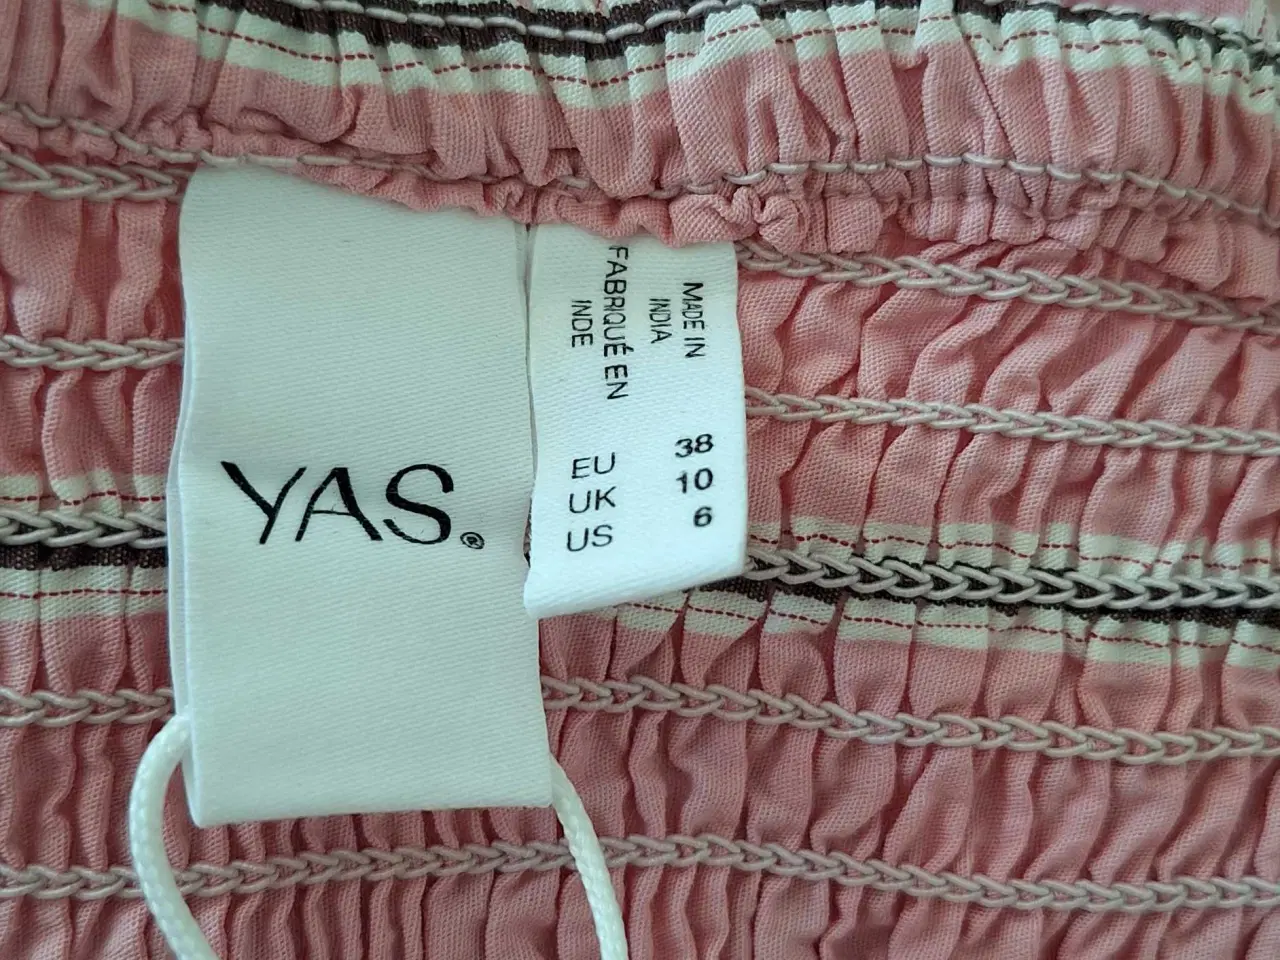 YAS.®
MADE IN
INDIA
FABRIQUÉ EN
INDE
EU 38
UK 10
US 6